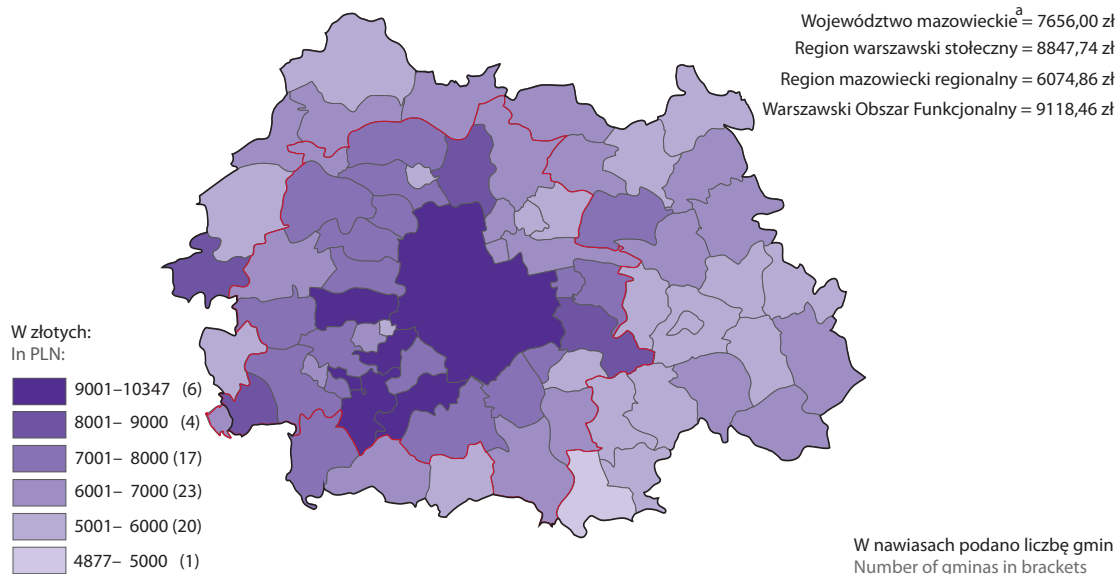 Województwo mazowieckie a = 7656,00 zł
Region warszawski stołeczny = 8847,74 zł
Region mazowiecki regionalny = 6074,86 zł
Warszawski Obszar Funkcjonalny = 9118,46 zł
W złotych:
In PLN:
9001–10347 (6)
8001– 9000 (4)
7001– 8000 (17)
6001– 7000 (23)
5001– 6000 (20)
4877– 5000 (1)
W nawiasach podano liczbę gmin
Number of gminas in brackets